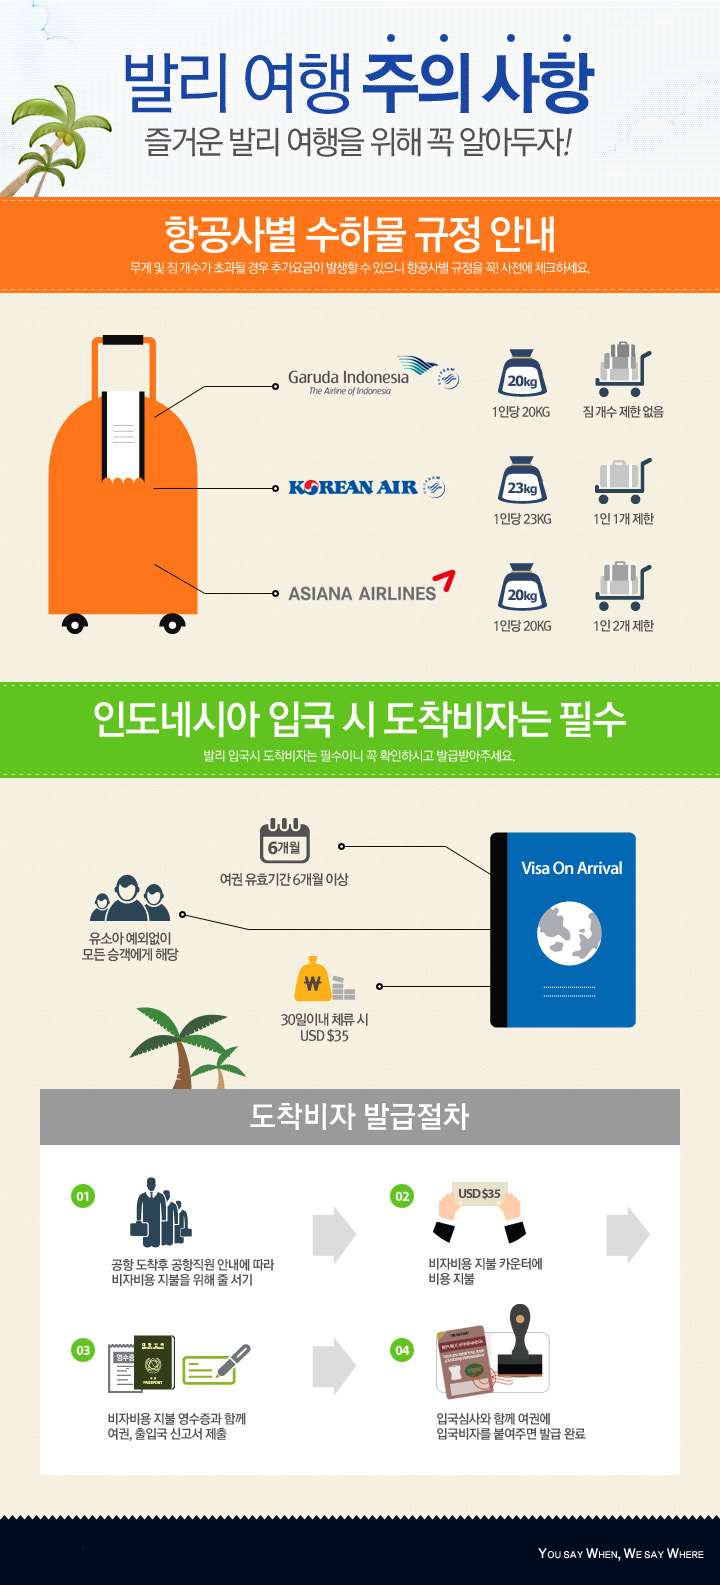 발리 여행 주의 사항
즐거운 발리 여행을 위해 꼭 알아두자!
항공사별 수하물 규정 안내
무게 및 짐 개수가 초과될 경우 추가요금이 발생할 수 있으니 항공사별 규정을 꼭! 사전에 체크하세요.
Garuda Indonesia
The Airline of Indonesia
20kg
1인당 20KG
짐 개수 제한 없음
KOREAN AIR
23kg
1인당 23KG
1인 1개 제한
ASIANA AIRLINES
20kg
1인당 20KG
1인 2개 제한
인도네시아 입국 시 도착비자는 필수
발리 입국시 도착비자는 필수이니 꼭 확인하시고 발급받아주세요.
6개월
여권 유효기간 6개월 이상
Visa On Arrival
유소아 예외없이
모든 승객에게 해당
₩
30일이내 체류 시
USD $35
도착비자 발급절차
01
공항 도착후 공항직원 안내에 따라
비자비용 지불을 위해 줄 서기
02
USD $35
비자비용 지불 카운터에
비용 지불
03
영수증
대한민국
PASSPORT
비자비용 지불 영수증과 함께
여권, 출입국 신고서 제출
04
입국심사와 함께 여권에
입국비자를 붙여주면 발급 완료
YOU SAY WHEN, WE SAY WHERE